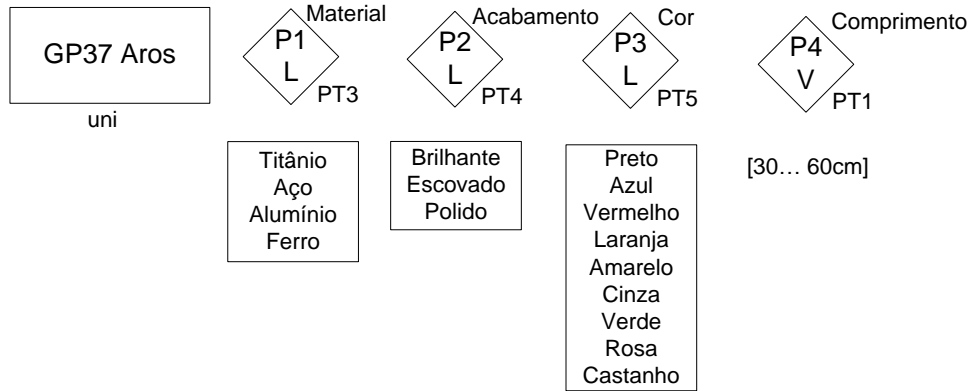 GP37 Aros
uni
Material
P1
L
PT3
Titânio
Aço
Alumínio
Ferro
Acabamento
P2
L
PT4
Brilhante
Escovado
Polido
Cor
P3
L
PT5
Preto
Azul
Vermelho
Laranja
Amarelo
Cinza
Verde
Rosa
Castanho
Comprimento
P4
V
PT1
[30… 60cm]